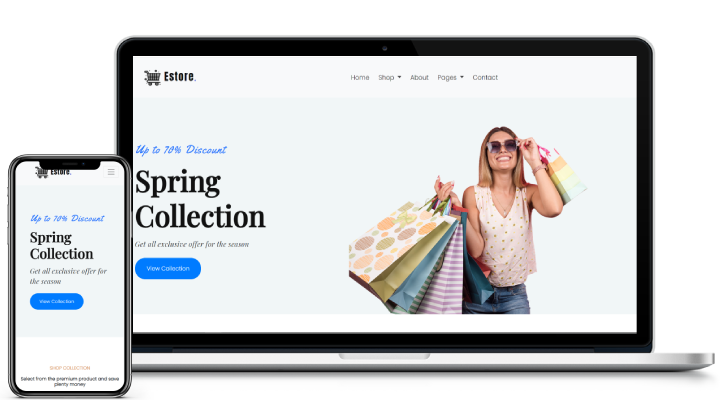 Estore.
Home Shop About Pages Contact
Up to 70% Discount
Spring
Collection
Get all exclusive offer for the season
View Collection
Estore.
Up to 70% Discount
Spring
Collection
Get all exclusive offer for
the season
View Collection
SHOP COLLECTION
Select from the premium product and save
plenty money